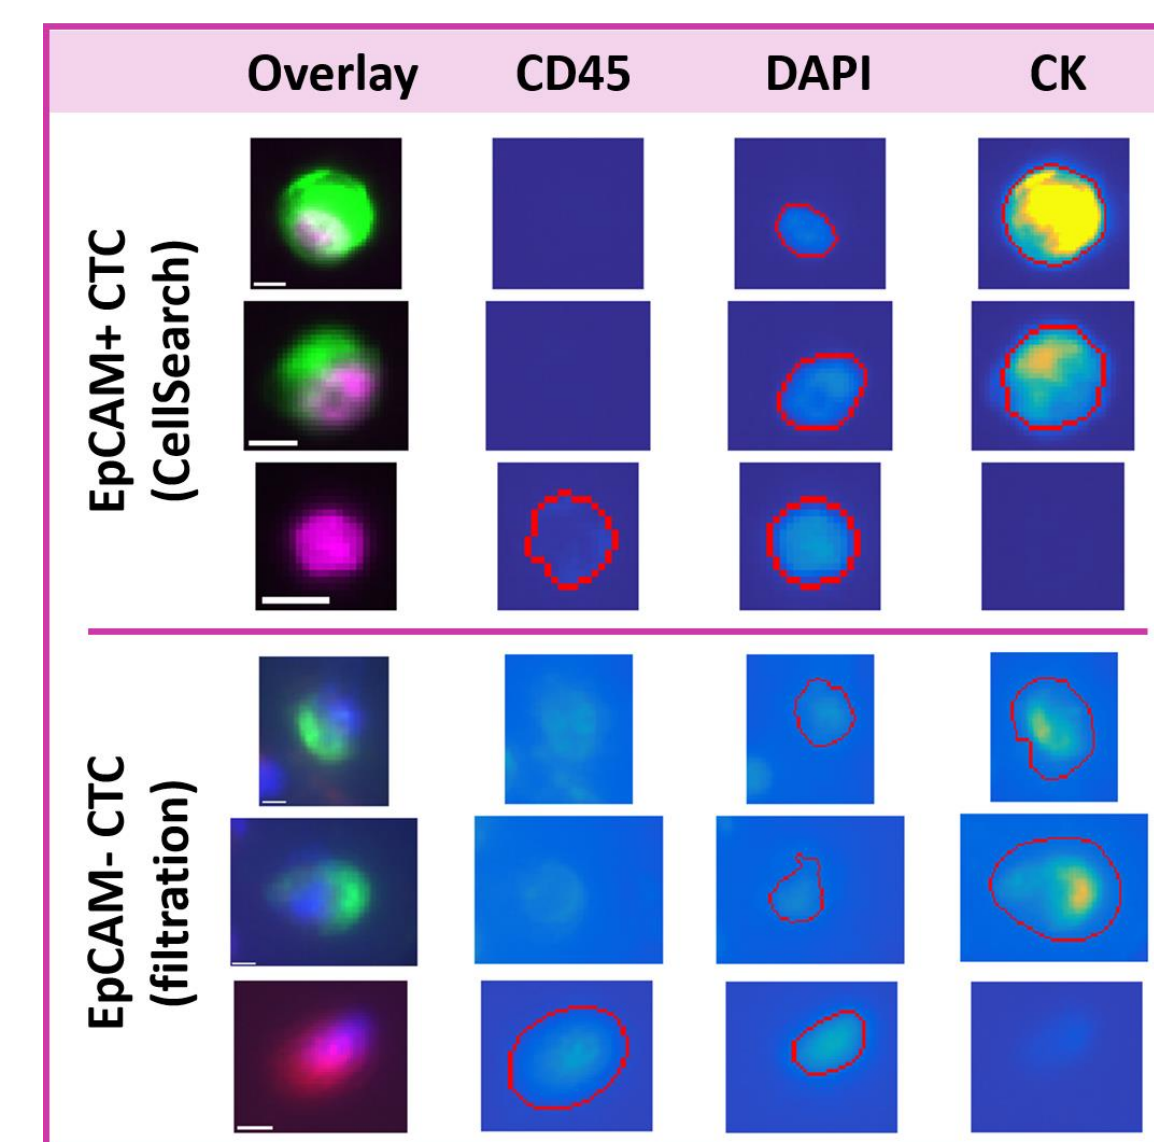 Overlay CD45 DAPI CK
EpCAM+ CTC
(CellSearch)
EpCAM- CTC
(filtration)